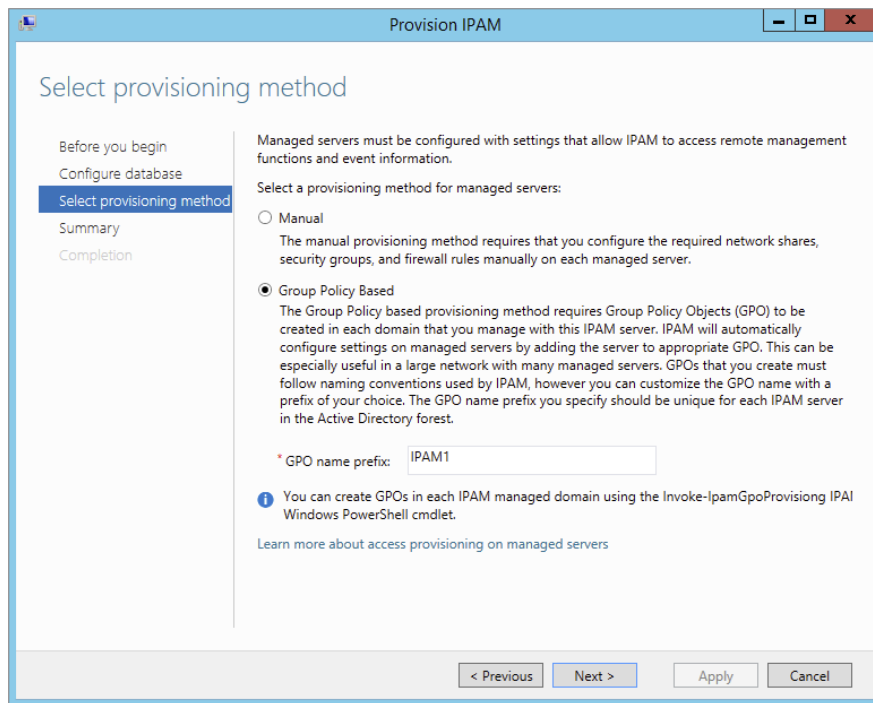 Provision IPAM
Select provisioning method
Before you begin
Configure database
Select provisioning method
Summary
Completion
Managed servers must be configured with settings that allow IPAM to access remote management
functions and event information.
Select a provisioning method for managed servers:
Manual
The manual provisioning method requires that you configure the required network shares,
security groups, and firewall rules manually on each managed server.
Group Policy Based
The Group Policy based provisioning method requires Group Policy Objects (GPO) to be
created in each domain that you manage with this IPAM server. IPAM will automatically
configure settings on managed servers by adding the server to appropriate GPO. This can be
especially useful in a large network with many managed servers. GPOs that you create must
follow naming conventions used by IPAM, however you can customize the GPO name with a
prefix of your choice. The GPO name prefix you specify should be unique for each IPAM server
in the Active Directory forest.
* GPO name prefix: IPAM1
You can create GPOs in each IPAM managed domain using the Invoke-IpamGpoProvisiong IPAI
Windows PowerShell cmdlet.
Learn more about access provisioning on managed servers
< Previous Next > Apply Cancel